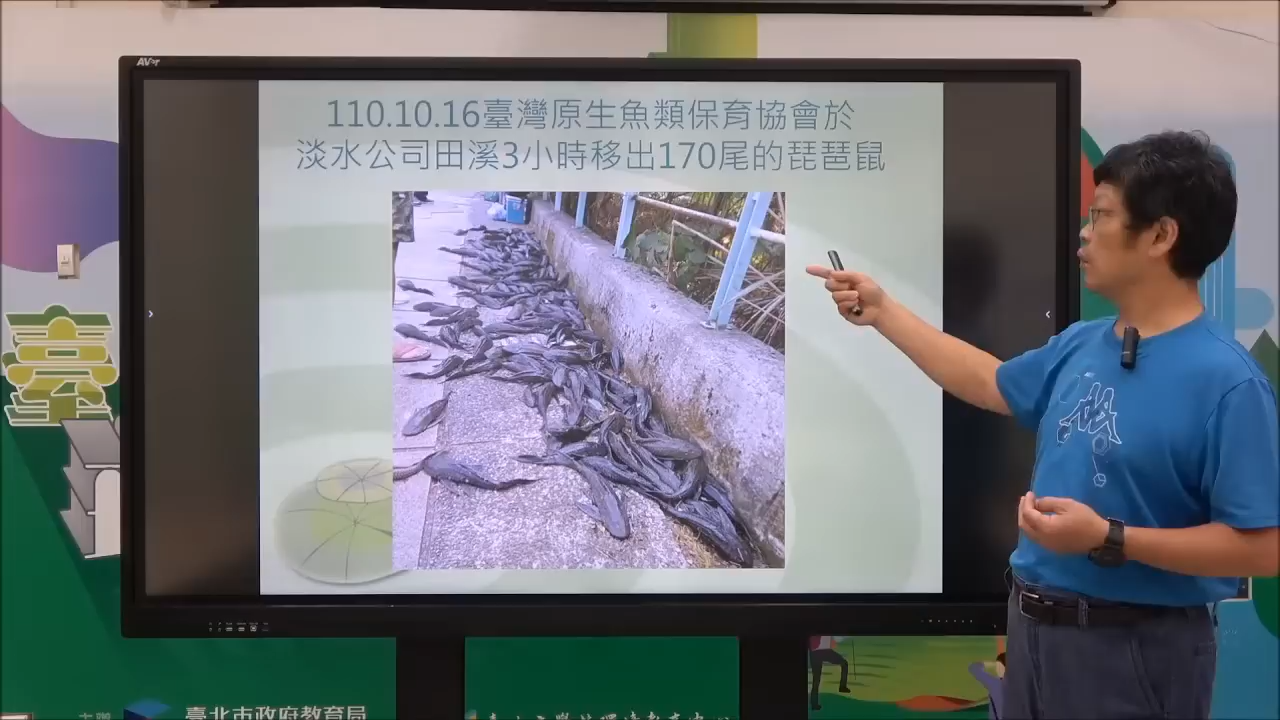 AVer
110.10.16臺灣原生魚類保育協會於
淡水公司田溪3小時移出170尾的琵琶鼠
臺
臺北市政府教育局